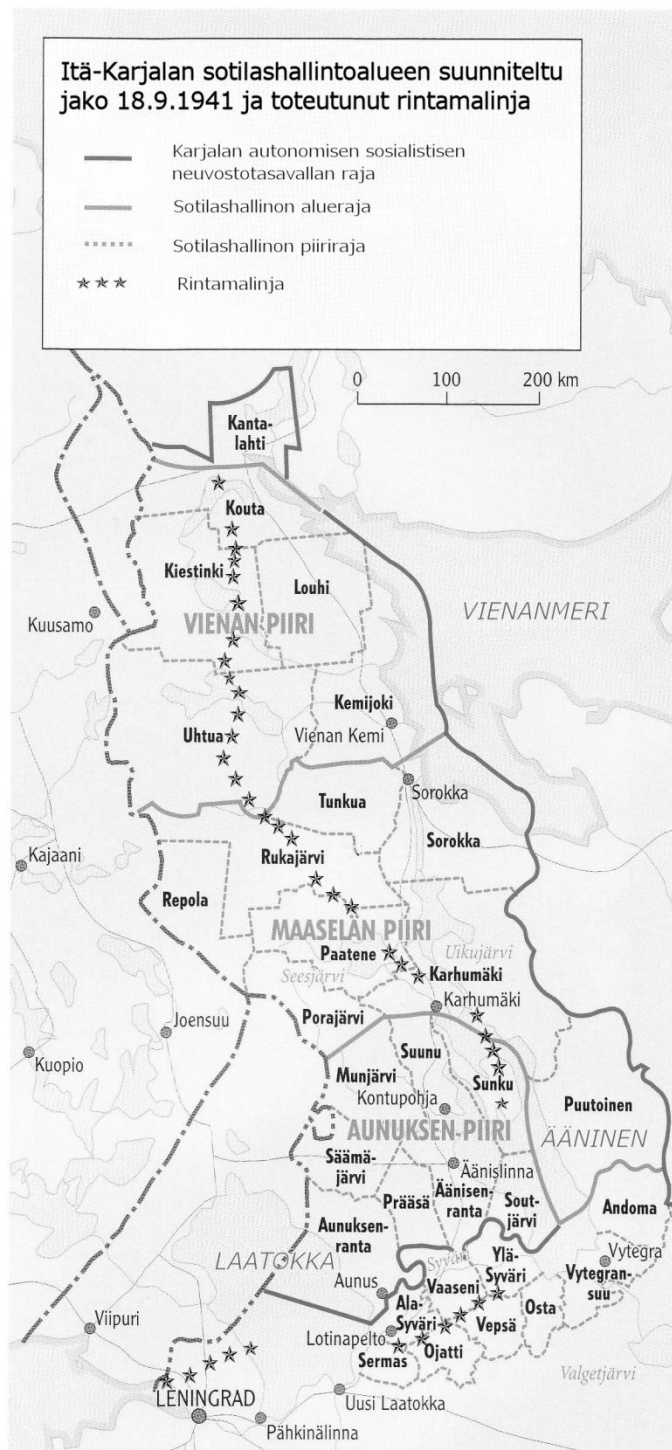 Itä-Karjalan sotilashallintoalueen suunniteltu
jako 18.9.1941 ja toteutunut rintamalinja
Karjalan autonomisen sosialistisen
neuvostotasavallan raja
Sotilashallinnon alueraja
Sotilashallinnon piiriraja
Rintamalinja
0 100 200 km
Kanta-
lahti
Kouta
Kiestinki
Louhi
Kuusamo
VIENAN PIIRI
VIENANMERI
Kemijoki
Vienan Kemi
Uhtua
Sorokka
Tunkua
Sorokka
Kajaani
Rukajärvi
Repola
MAASELÄN PIIRI
Paatene
Uikujärvi
Seesjärvi
Karhumäki
Karhumäki
Porajärvi
Joensuu
Kuopio
Suunu
Munjärvi
Sunku
Kontupohja
Puutoinen
AUNUKSEN PIIRI
ÄÄNINEN
Säämä-
järvi
Äänislinna
Prääsä
Äänisen-
ranta
Sout-
järvi
Andoma
Aunuksen-
ranta
LAATOKKA
Syväri
Ylä-
Syväri
Vytegra
Vytegran-
suu
Aunus
Vaaseni
Ala-
Syväri
Osta
Vepsä
Viipuri
Lotinapelto
Ojatti
Sermas
Valgetjärvi
LENINGRAD
Uusi Laatokka
Pähkinälinna